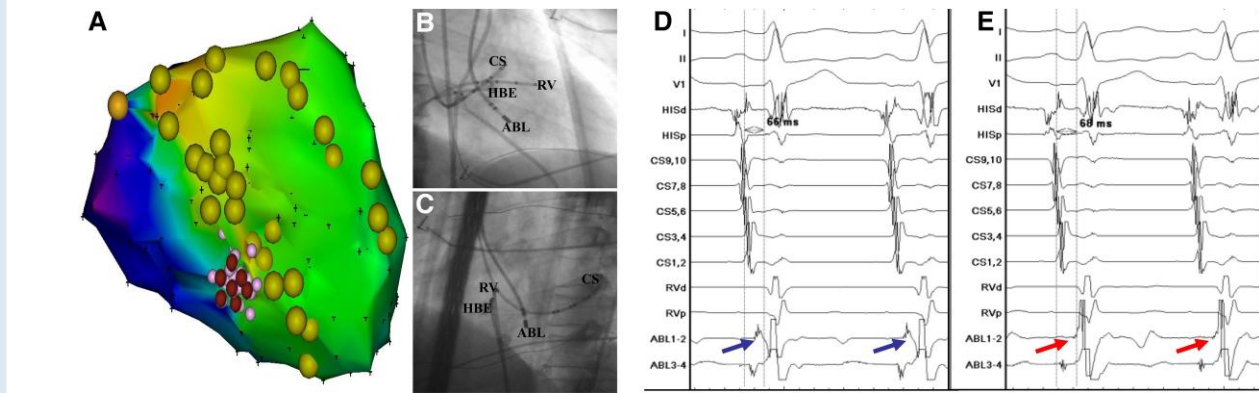 A
B
CS
HBE
RV
ABL
C
CS
RV
HBE
ABL
D
I
II
V1
HISd
66 ms
HISp
CS9,10
CS7,8
CS5,6
CS3,4
CS1,2
RVd
RVp
ABL1-2
ABL3-4
E
I
II
V1
HISd
68 ms
HISp
CS9,10
CS7,8
CS5,6
CS3,4
CS1,2
RVd
RVp
ABL1-2
ABL3-4